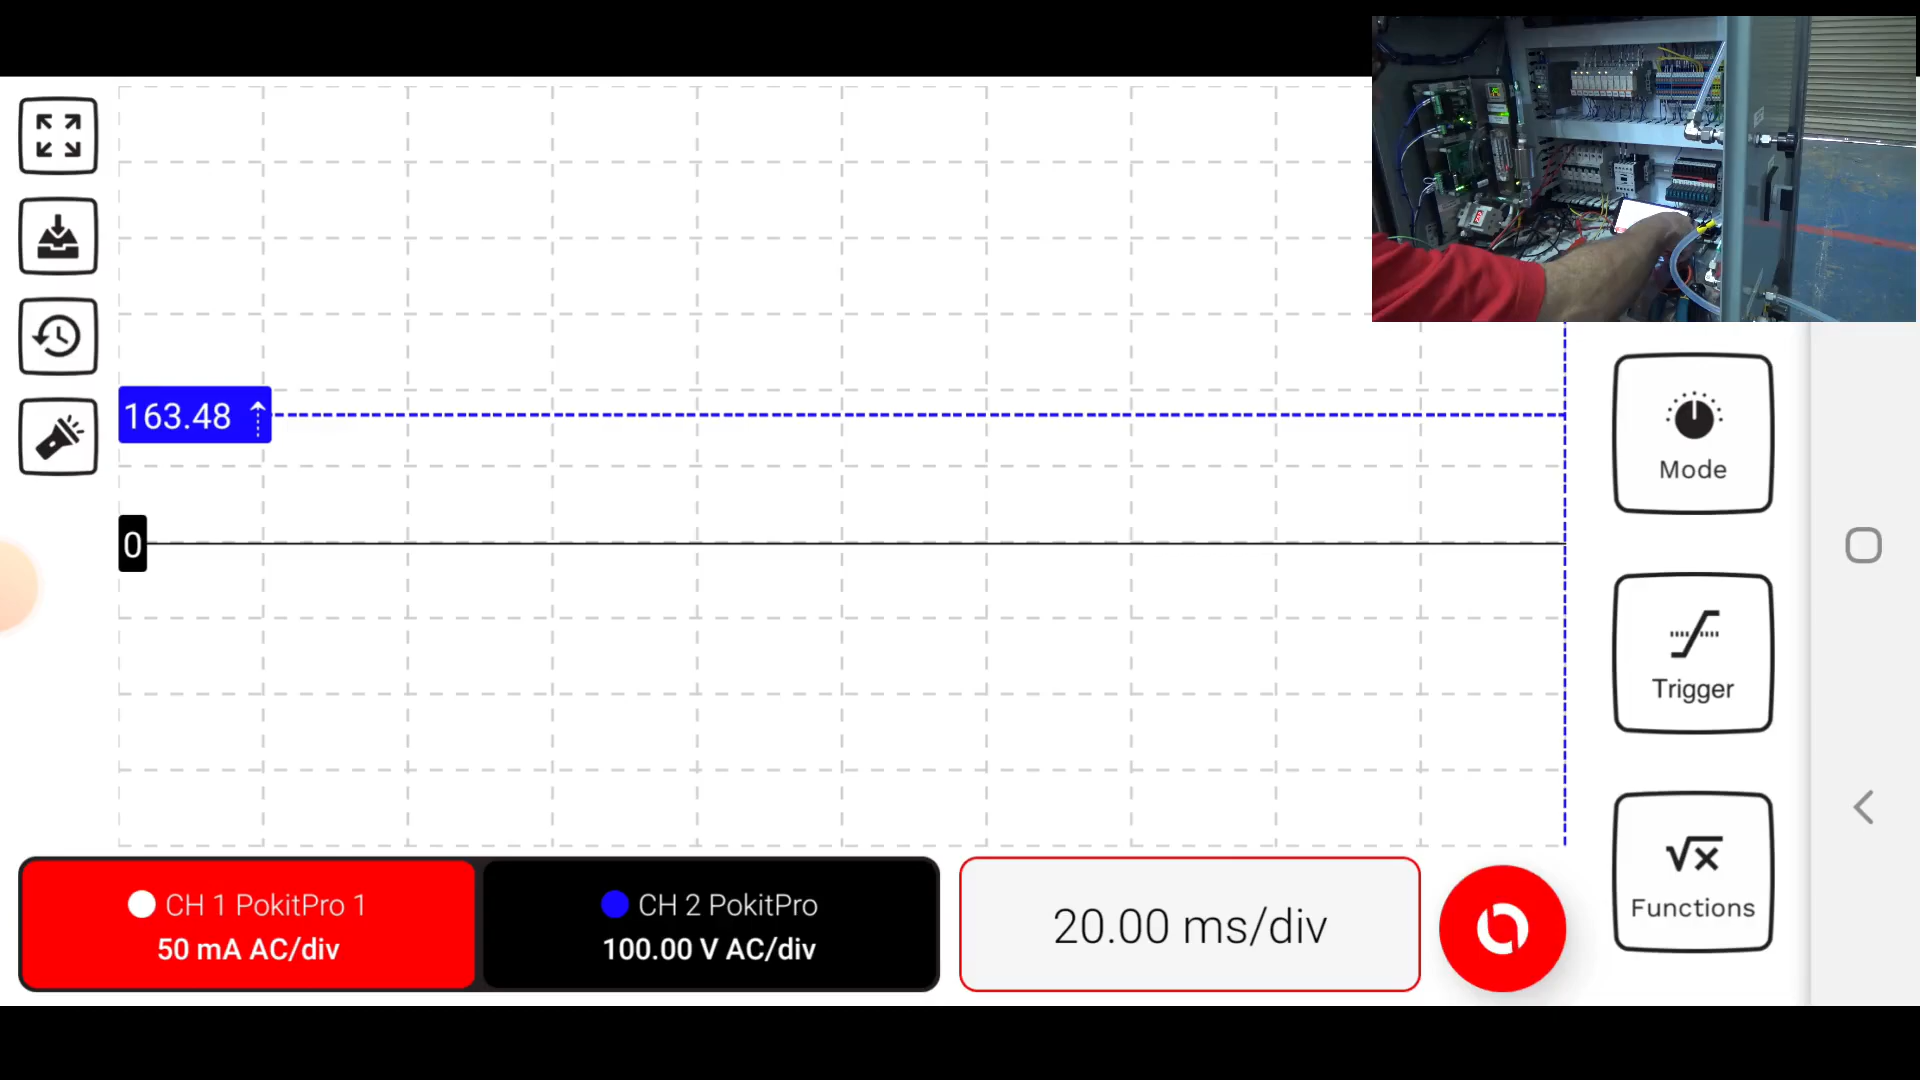 163.48
0
Mode
Trigger
Functions
CH 1 PokitPro 1
50 mA AC/div
CH 2 PokitPro
100.00 V AC/div
20.00 ms/div